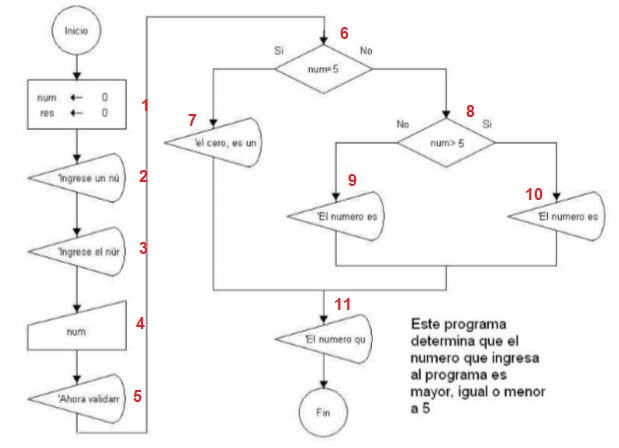 Inicio
num ← 0
res ← 0
1
'Ingrese un nú
2
'Ingrese el núr
3
num
4
'Ahora validarr
5
6
Si
No
num=5
7
'el cero, es un
8
No
Si
num> 5
9
'El numero es
10
'El numero es
11
'El numero qu
Fin
Este programa
determina que el
numero que ingresa
al programa es
mayor, igual o menor
a 5